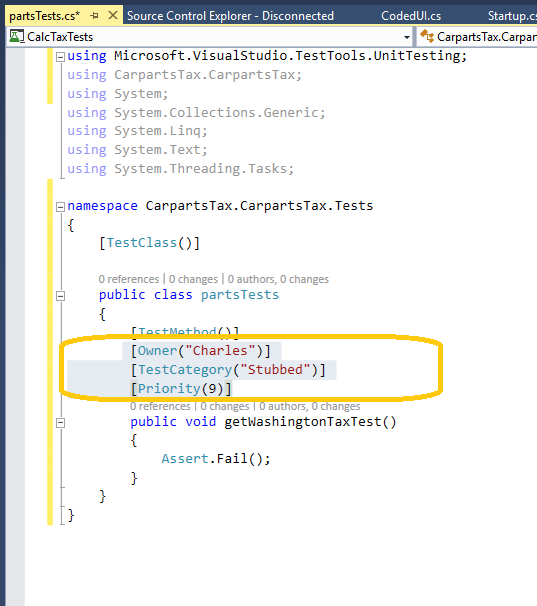 partsTests.cs*
Source Control Explorer - Disconnected
CodedUI.cs
Startup.cs
CalcTaxTests
CarpartsTax.Carpar
using Microsoft.VisualStudio.TestTools.UnitTesting;
using CarpartsTax.CarpartsTax;
using System;
using System.Collections.Generic;
using System.Linq;
using System.Text;
using System.Threading.Tasks;
namespace CarpartsTax.CarpartsTax.Tests
{
[TestClass()]
0 references | 0 changes | 0 authors, 0 changes
public class partsTests
{
[TestMethod()]
[Owner("Charles")]
[TestCategory("Stubbed")]
[Priority(9)]
0 references | 0 changes | 0 authors, 0 changes
public void getWashingtonTaxTest()
{
Assert.Fail();
}
}
}